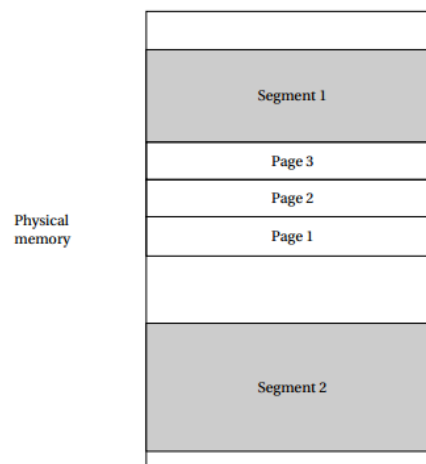 Segment 1
Page 3
Page 2
Physical
memory
Page 1
Segment 2